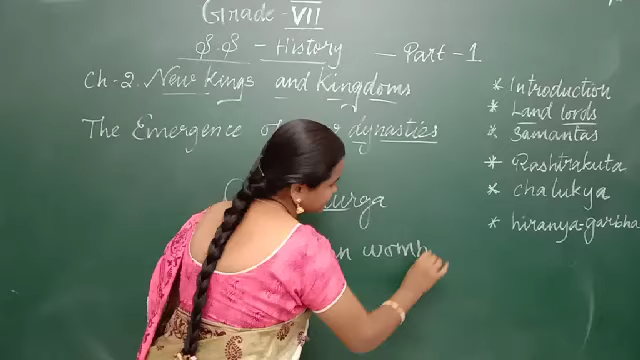 Grade - VII
S.S - History - Part - 1
Ch-2. New Kings and Kingdoms
The Emergence of dynasties
urga
n womb
* Introduction
* Land lords
* Samantas
* Rashtrakuta
* Chalukya
* hiranya-garbha